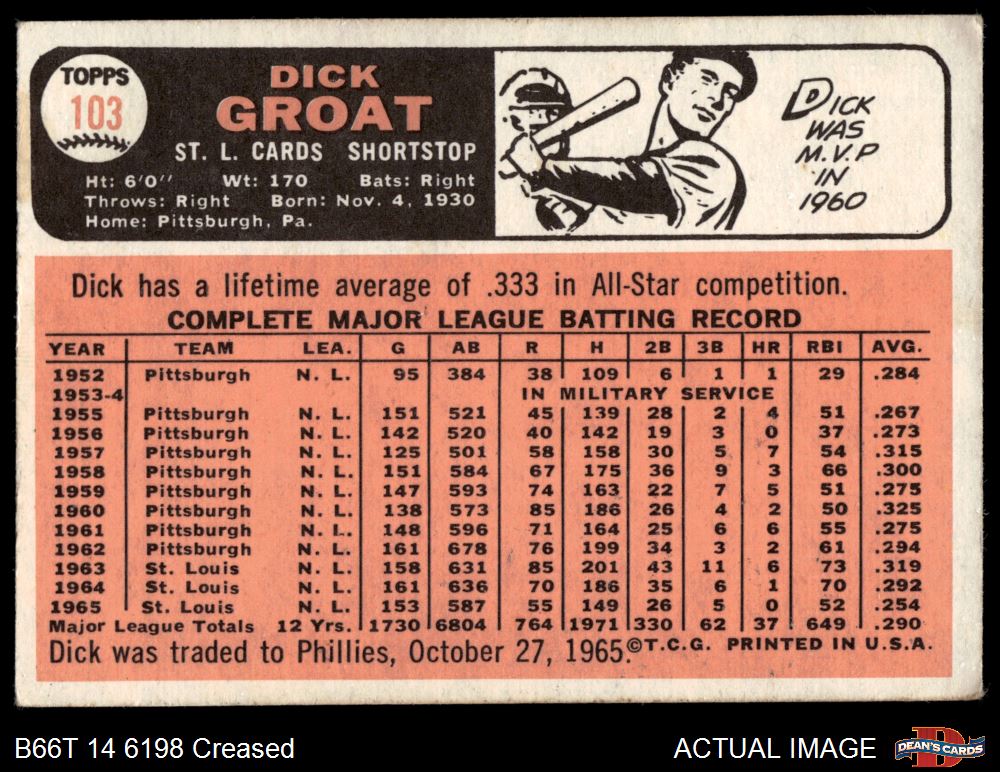 TOPPS
103
DICK
GROAT
ST. L. CARDS SHORTSTOP
Ht: 6'0" Wt: 170 Bats: Right
Throws: Right Born: Nov. 4, 1930
Home: Pittsburgh, Pa.
DICK
WAS
M.V.P
IN
1960
Dick has a lifetime average of .333 in All-Star competition.
COMPLETE MAJOR LEAGUE BATTING RECORD
YEAR TEAM LEA. G AB R H 2B 3B HR RBI AVG.
1952 Pittsburgh N. L. 95 384 38 109 6 1 1 29 .284
1953-4 IN MILITARY SERVICE
1955 Pittsburgh N. L. 151 521 45 139 28 2 4 51 .267
1956 Pittsburgh N. L. 142 520 40 142 19 3 0 37 .273
1957 Pittsburgh N. L. 125 501 58 158 30 5 7 54 .315
1958 Pittsburgh N. L. 151 584 67 175 36 9 3 66 .300
1959 Pittsburgh N. L. 147 593 74 163 22 7 5 51 .275
1960 Pittsburgh N. L. 138 573 85 186 26 4 2 50 .325
1961 Pittsburgh N. L. 148 596 71 164 25 6 6 55 .275
1962 Pittsburgh N. L. 161 678 76 199 34 3 2 61 .294
1963 St. Louis N. L. 158 631 85 201 43 11 6 73 .319
1964 St. Louis N. L. 161 636 70 186 35 6 1 70 .292
1965 St. Louis N. L. 153 587 55 149 26 5 0 52 .254
Major League Totals 12 Yrs. 1730 6804 764 1971 330 62 37 649 .290
Dick was traded to Phillies, October 27, 1965. ©T.C.G. PRINTED IN U.S.A.
B66T 14 6198 Creased
ACTUAL IMAGE
D
DEAN'S CARDS